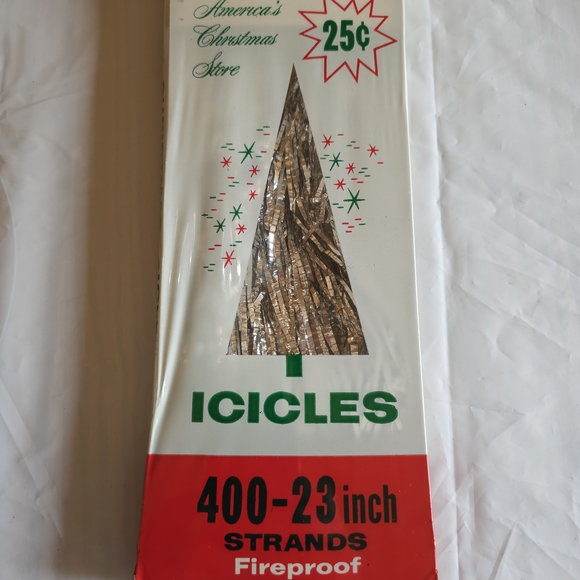 America's
Christmas
Store
25¢
ICICLES
400-23 inch
STRANDS
Fireproof